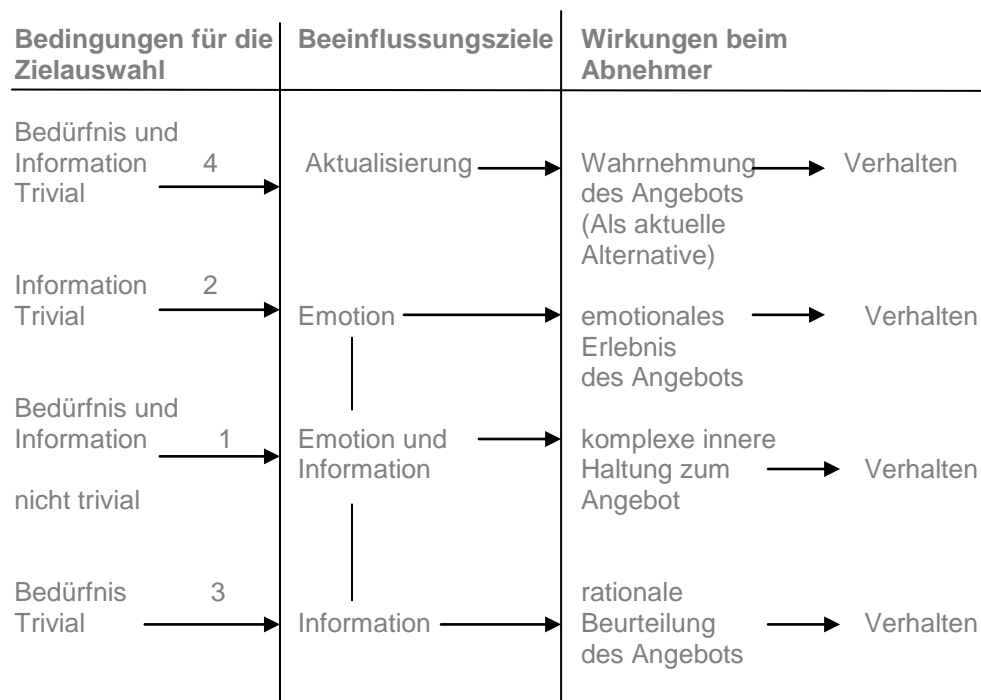 Bedingungen für die Zielauswahl
Beeinflussungsziele
Wirkungen beim Abnehmer
Bedürfnis und
Information 4
Trivial
Aktualisierung
Wahrnehmung
des Angebots
(Als aktuelle
Alternative)
Verhalten
Information 2
Trivial
Emotion
emotionales
Erlebnis
des Angebots
Verhalten
Bedürfnis und
Information 1
nicht trivial
Emotion und
Information
komplexe innere
Haltung zum
Angebot
Verhalten
Bedürfnis 3
Trivial
Information
rationale
Beurteilung
des Angebots
Verhalten